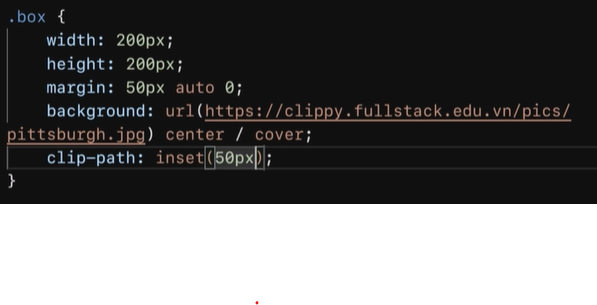 .box {
width: 200px;
height: 200px;
margin: 50px auto 0;
background: url(https://clippy.fullstack.edu.vn/pics/
pittsburgh.jpg) center / cover;
clip-path: inset(50px);
}